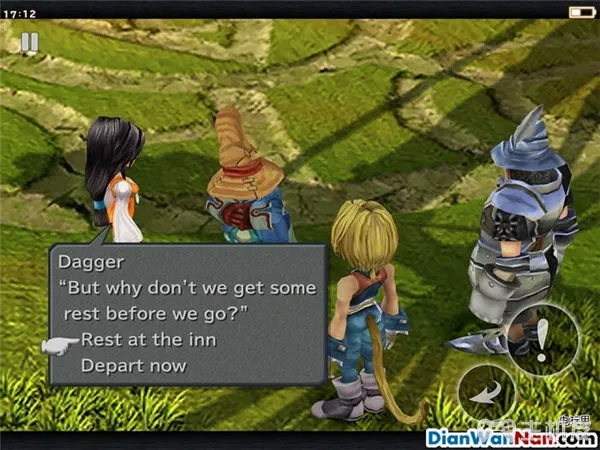 17:12
Dagger
“But why don’t we get some
rest before we go?”
Rest at the inn
Depart now
DianWanNan.com